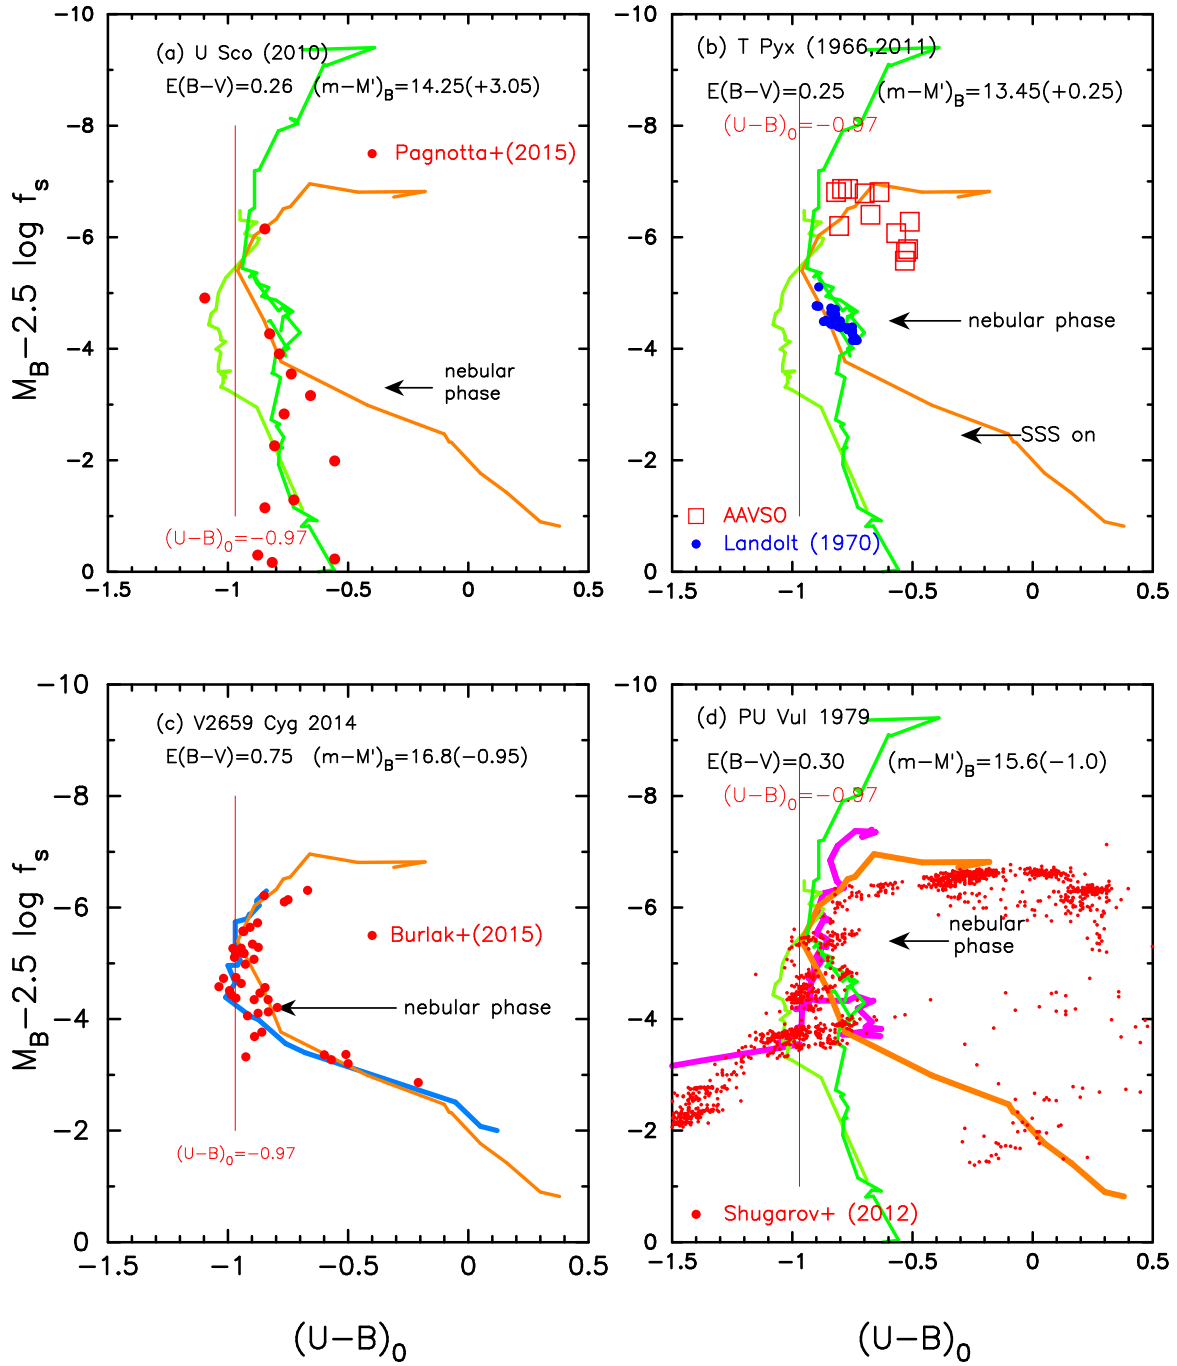 (a) U Sco (2010)
E(B−V)=0.26 (m−M')B=14.25(+3.05)
Pagnotta+(2015)
nebular
phase
(U−B)0=−0.97
−10
−8
−6
−4
−2
0
−1.5
−1
−0.5
0
0.5
MB−2.5 log fs
(b) T Pyx (1966,2011)
E(B−V)=0.25 (m−M')B=13.45(+0.25)
(U−B)0=−0.97
nebular phase
SSS on
AAVSO
Landolt (1970)
−10
−8
−6
−4
−2
0
−1.5
−1
−0.5
0
0.5
(c) V2659 Cyg 2014
E(B−V)=0.75 (m−M')B=16.8(−0.95)
Burlak+(2015)
nebular phase
(U−B)0=−0.97
−10
−8
−6
−4
−2
0
−1.5
−1
−0.5
0
0.5
MB−2.5 log fs
(U−B)0
(d) PU Vul 1979
E(B−V)=0.30 (m−M')B=15.6(−1.0)
(U−B)0=−0.97
nebular
phase
Shugarov+ (2012)
−10
−8
−6
−4
−2
0
−1.5
−1
−0.5
0
0.5
(U−B)0